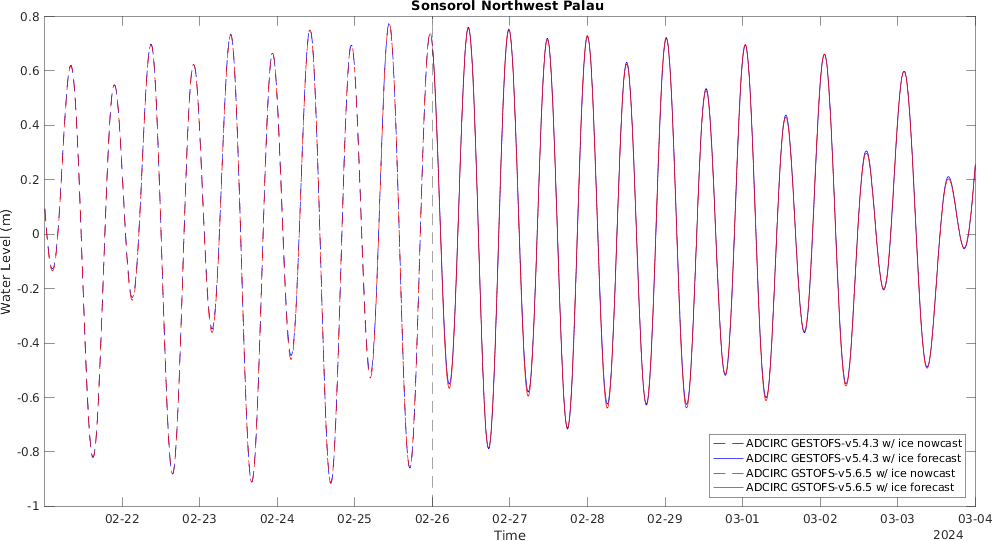 Sonsorol Northwest Palau
0.8
0.6
0.4
0.2
0
-0.2
-0.4
-0.6
-0.8
-1
Water Level (m)
ADCIRC GESTOFS-v5.4.3 w/ ice nowcast
ADCIRC GESTOFS-v5.4.3 w/ ice forecast
ADCIRC GSTOFS-v5.6.5 w/ ice nowcast
ADCIRC GSTOFS-v5.6.5 w/ ice forecast
02-22 02-23 02-24 02-25 02-26 02-27 02-28 02-29 03-01 03-02 03-03 03-04
Time
2024